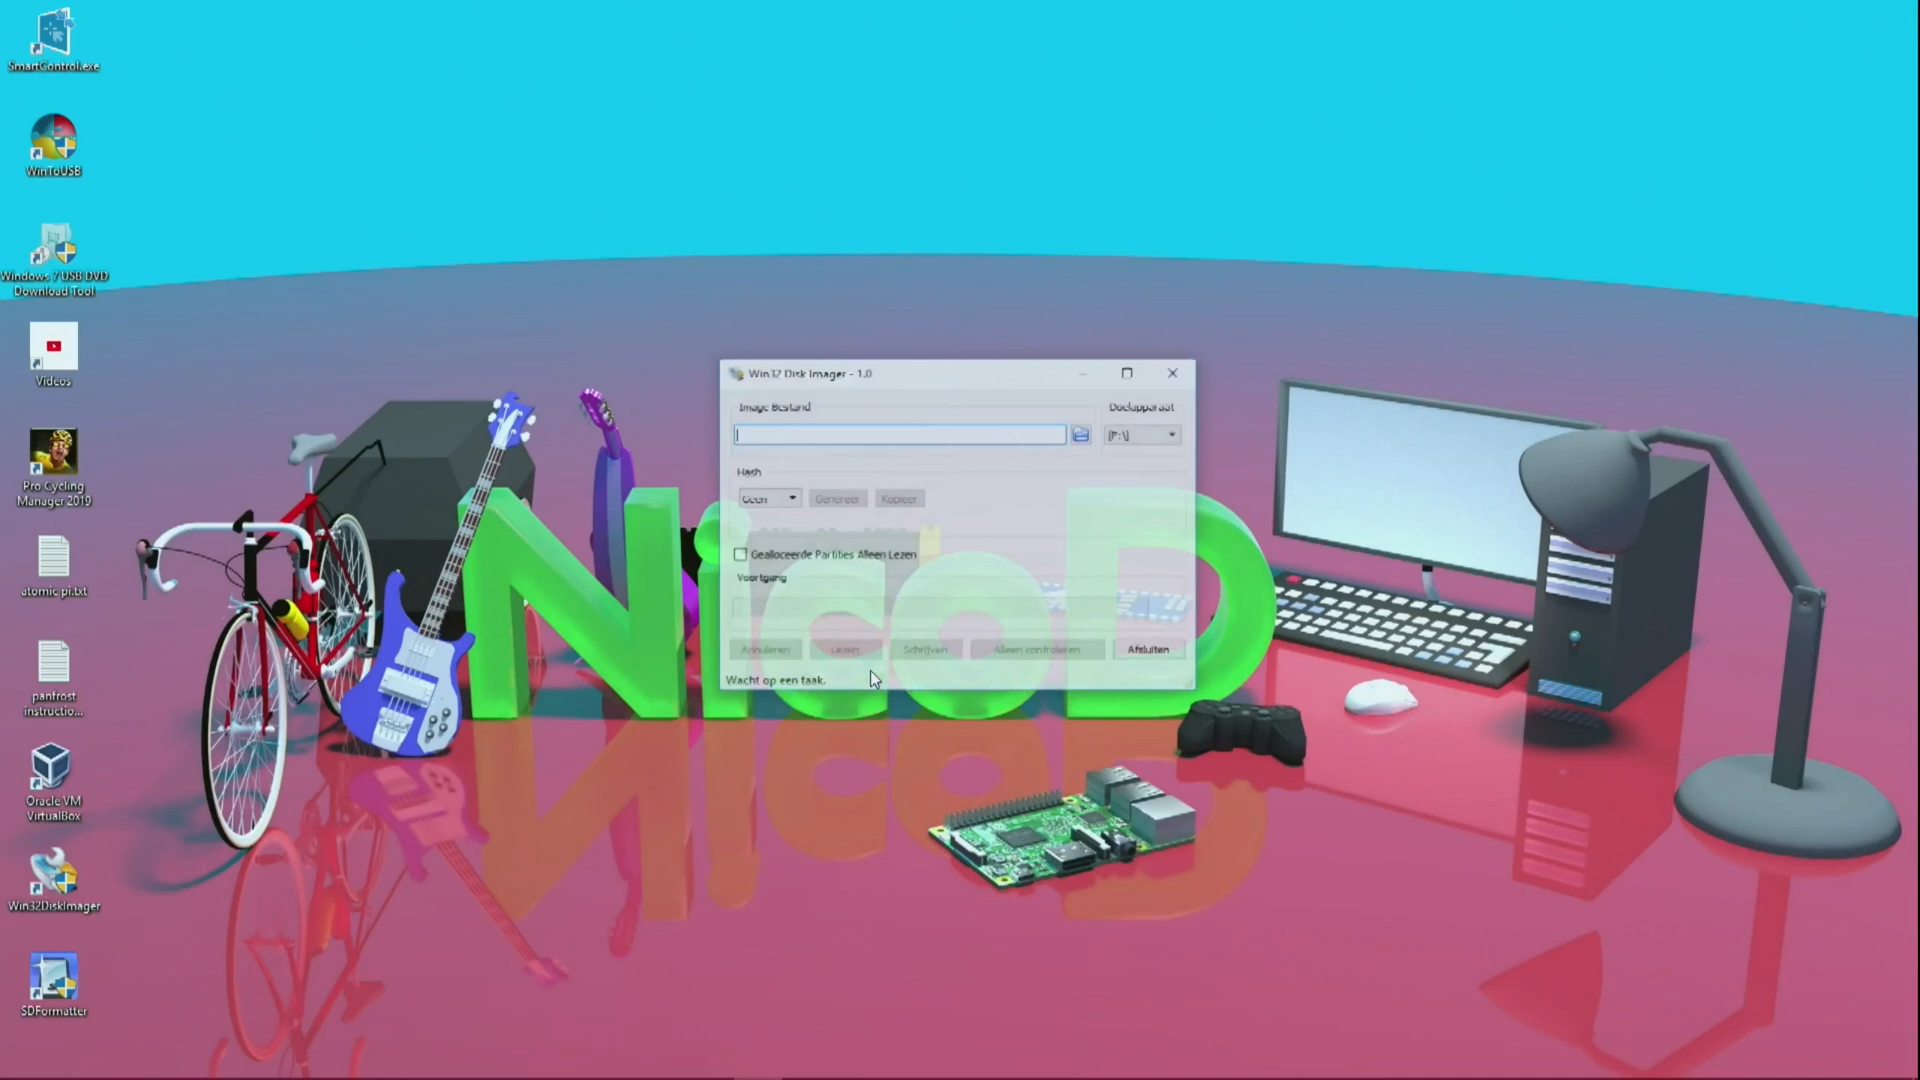 SmartControl.exe
WinToUSB
Windows 7 USB DVD
Download Tool
Videos
Pro Cycling
Manager 2019
atomic pi.txt
panfrost
instructio...
Oracle VM
VirtualBox
Win32DiskImager
SDFormatter
NicoD
Win32 Disk Imager - 1.0
Image Bestand
Doelapparaat
[F:\]
Hash
Geen
Genereer
Kopieer
Gealloceerde Partities Alleen Lezen
Voortgang
Annuleren
Lezen
Schrijven
Alleen controleren
Afsluiten
Wacht op een taak.